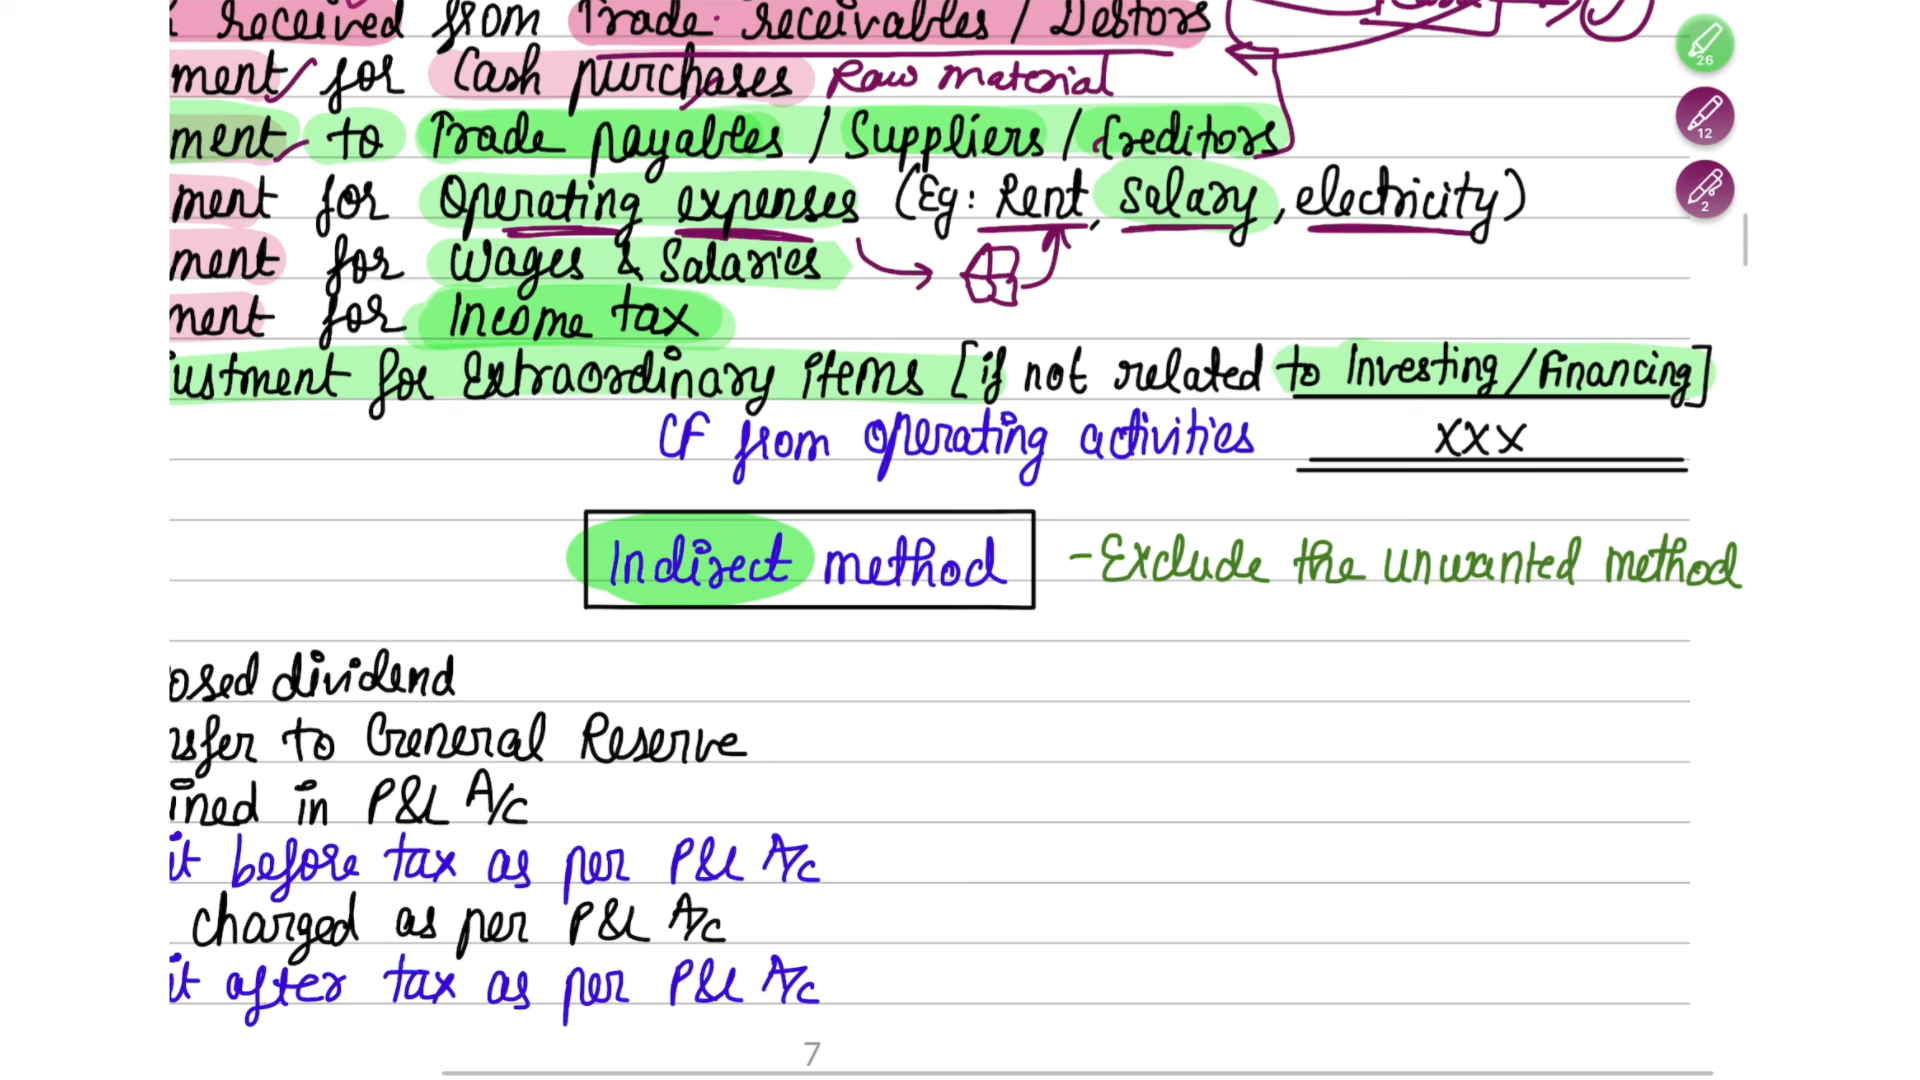 received from Trade receivables / Debtors
ment for Cash purchases Raw material
ment to Trade payables / Suppliers / Creditors
ment for Operating expenses (Eg: Rent, Salary, electricity)
ment for Wages & Salaries
ment for Income tax
ustment for Extraordinary items [if not related to Investing/Financing]
CF from operating activities XXX
Indirect method - Exclude the unwanted method
osed dividend
nsfer to General Reserve
ined in P&L A/c
it before tax as per P&L A/c
charged as per P&L A/c
it after tax as per P&L A/c
7
26
12
2